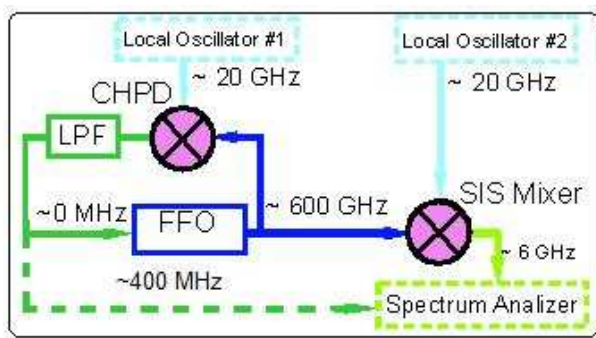 Local Oscillator #1
Local Oscillator #2
~ 20 GHz
~ 20 GHz
CHPD
LPF
SIS Mixer
~0 MHz
FFO
~ 600 GHz
~ 6 GHz
~400 MHz
Spectrum Analizer